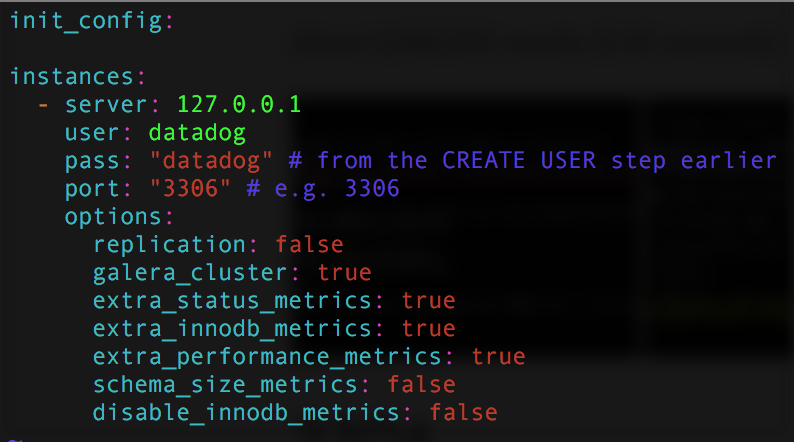 init_config:
instances:
- server: 127.0.0.1
user: datadog
pass: "datadog" # from the CREATE USER step earlier
port: "3306" # e.g. 3306
options:
replication: false
galera_cluster: true
extra_status_metrics: true
extra_innodb_metrics: true
extra_performance_metrics: true
schema_size_metrics: false
disable_innodb_metrics: false